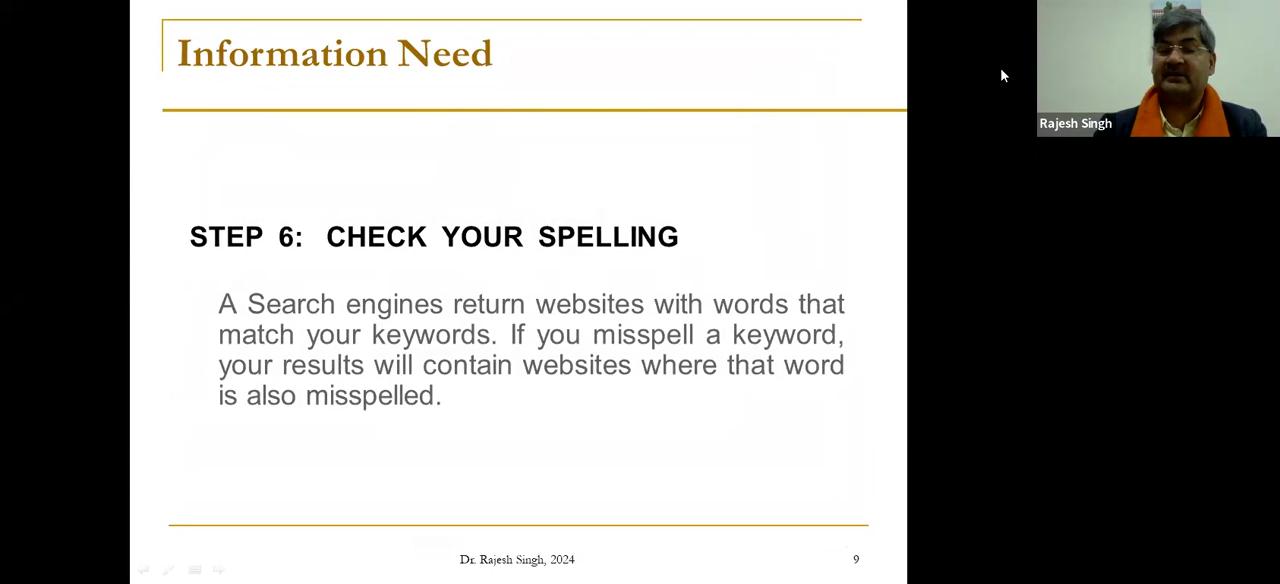 Information Need
Rajesh Singh
STEP 6: CHECK YOUR SPELLING
A Search engines return websites with words that
match your keywords. If you misspell a keyword,
your results will contain websites where that word
is also misspelled.
Dr. Rajesh Singh, 2024
9